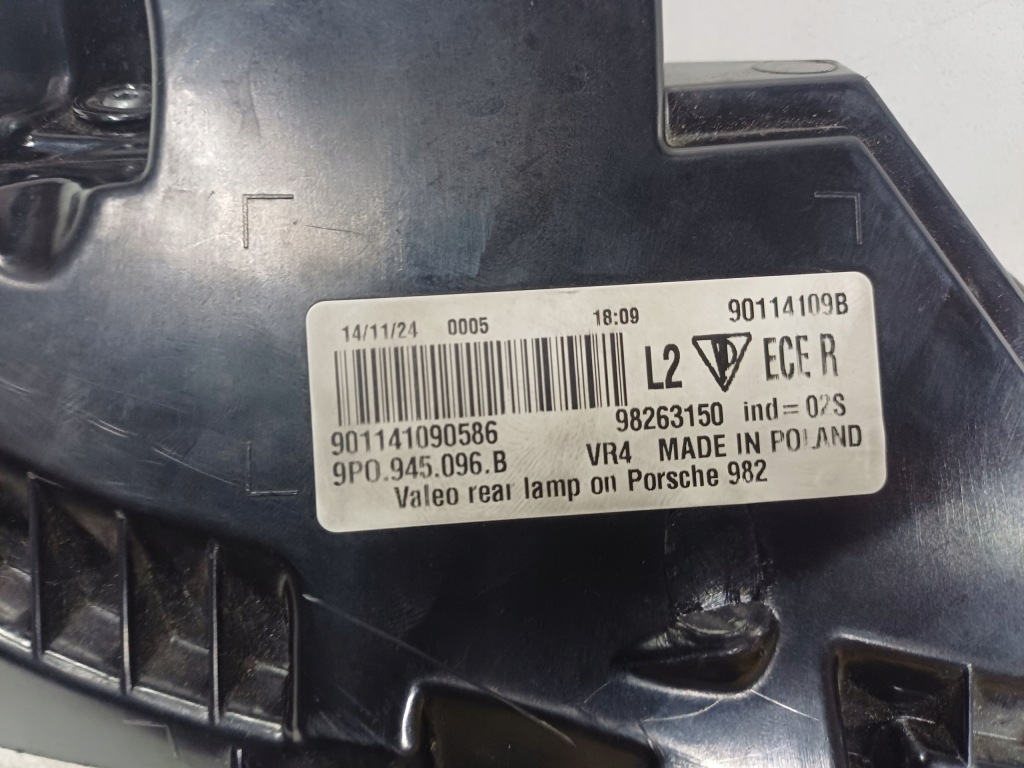 14/11/24 0005 18:09 90114109B
L2 VD ECE R
901141090586 98263150 ind=02S
9P0.945.096.B VR4 MADE IN POLAND
Valeo rear lamp on Porsche 982